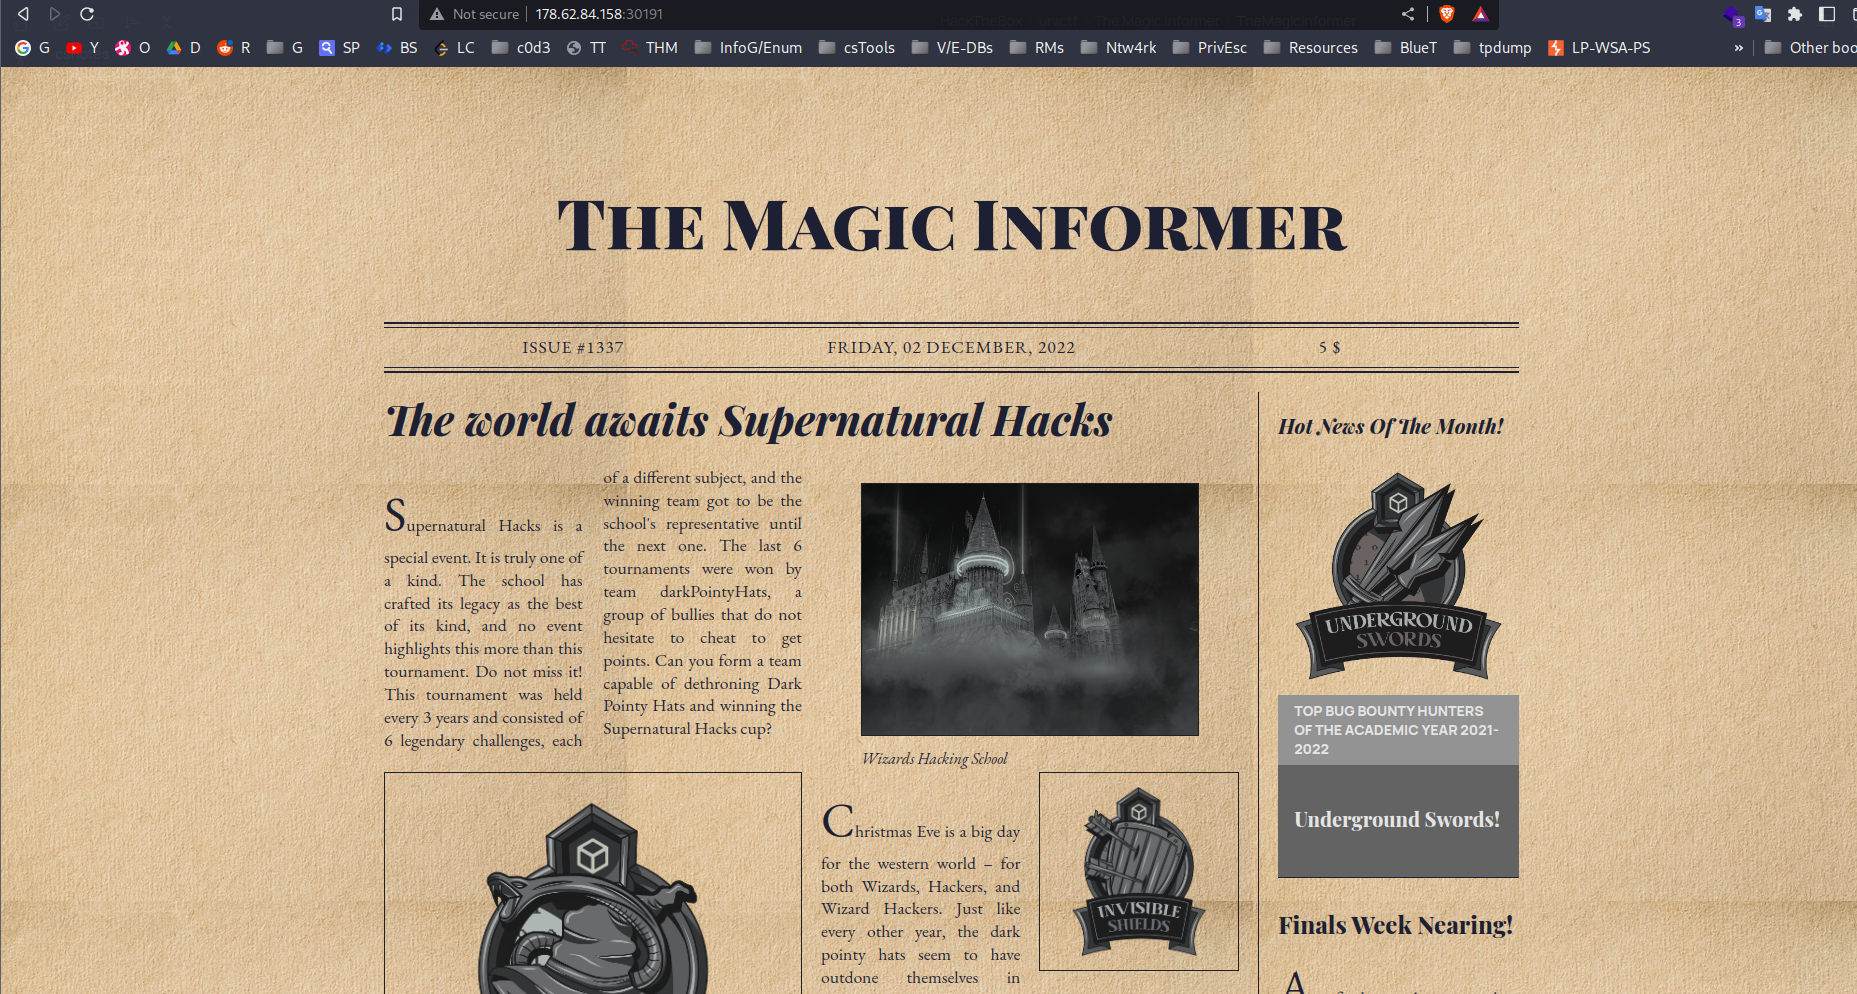 Not secure 178.62.84.158:30191
3
G Y O D R G SP BS LC c0d3 TT THM InfoG/Enum csTools V/E-DBs RMs Ntw4rk PrivEsc Resources BlueT tpdump LP-WSA-PS » Other boo
THE MAGIC INFORMER
ISSUE #1337 FRIDAY, 02 DECEMBER, 2022 5 $
The world awaits Supernatural Hacks
Supernatural Hacks is a
special event. It is truly one of
a kind. The school has
crafted its legacy as the best
of its kind, and no event
highlights this more than this
tournament. Do not miss it!
This tournament was held
every 3 years and consisted of
6 legendary challenges, each
of a different subject, and the
winning team got to be the
school's representative until
the next one. The last 6
tournaments were won by
team darkPointyHats, a
group of bullies that do not
hesitate to cheat to get
points. Can you form a team
capable of dethroning Dark
Pointy Hats and winning the
Supernatural Hacks cup?
Wizards Hacking School
Christmas Eve is a big day
for the western world – for
both Wizards, Hackers, and
Wizard Hackers. Just like
every other year, the dark
pointy hats seem to have
outdone themselves in
INVISIBLE
SHIELDS
Hot News Of The Month!
UNDERGROUND
SWORDS
TOP BUG BOUNTY HUNTERS
OF THE ACADEMIC YEAR 2021-
2022
Underground Swords!
Finals Week Nearing!
A